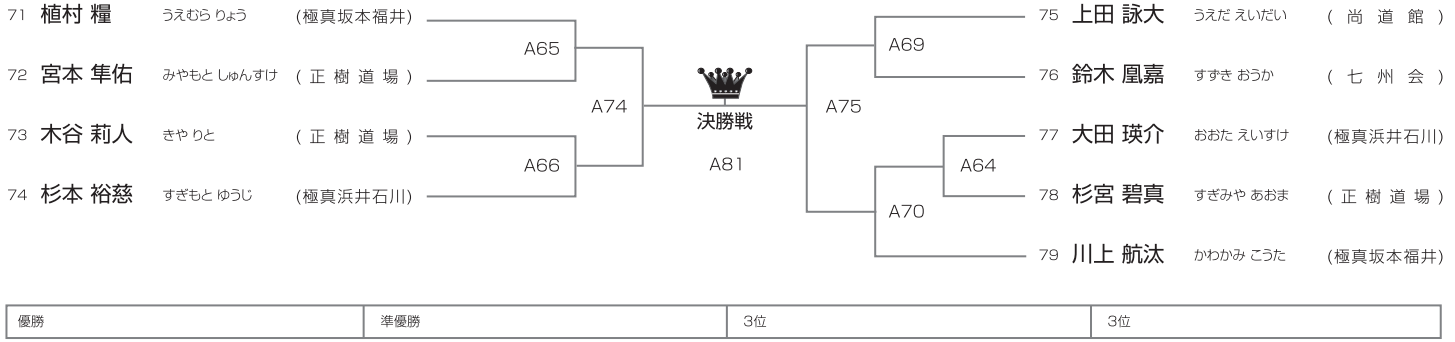 71 植村 糧 うえむら りょう (極真坂本福井)
72 宮本 隼佑 みやもと しゅんすけ ( 正 樹 道 場 )
73 木谷 莉人 きや りと ( 正 樹 道 場 )
74 杉本 裕慈 すぎもと ゆうじ (極真浜井石川)
A65
A66
A74
決勝戦
A81
A75
A69
A64
A70
75 上田 詠大 うえだ えいだい ( 尚 道 館 )
76 鈴木 凰嘉 すずき おうか ( 七 州 会 )
77 大田 瑛介 おおた えいすけ (極真浜井石川)
78 杉宮 碧真 すぎみや あおま ( 正 樹 道 場 )
79 川上 航汰 かわかみ こうた (極真坂本福井)
優勝 準優勝 3位 3位